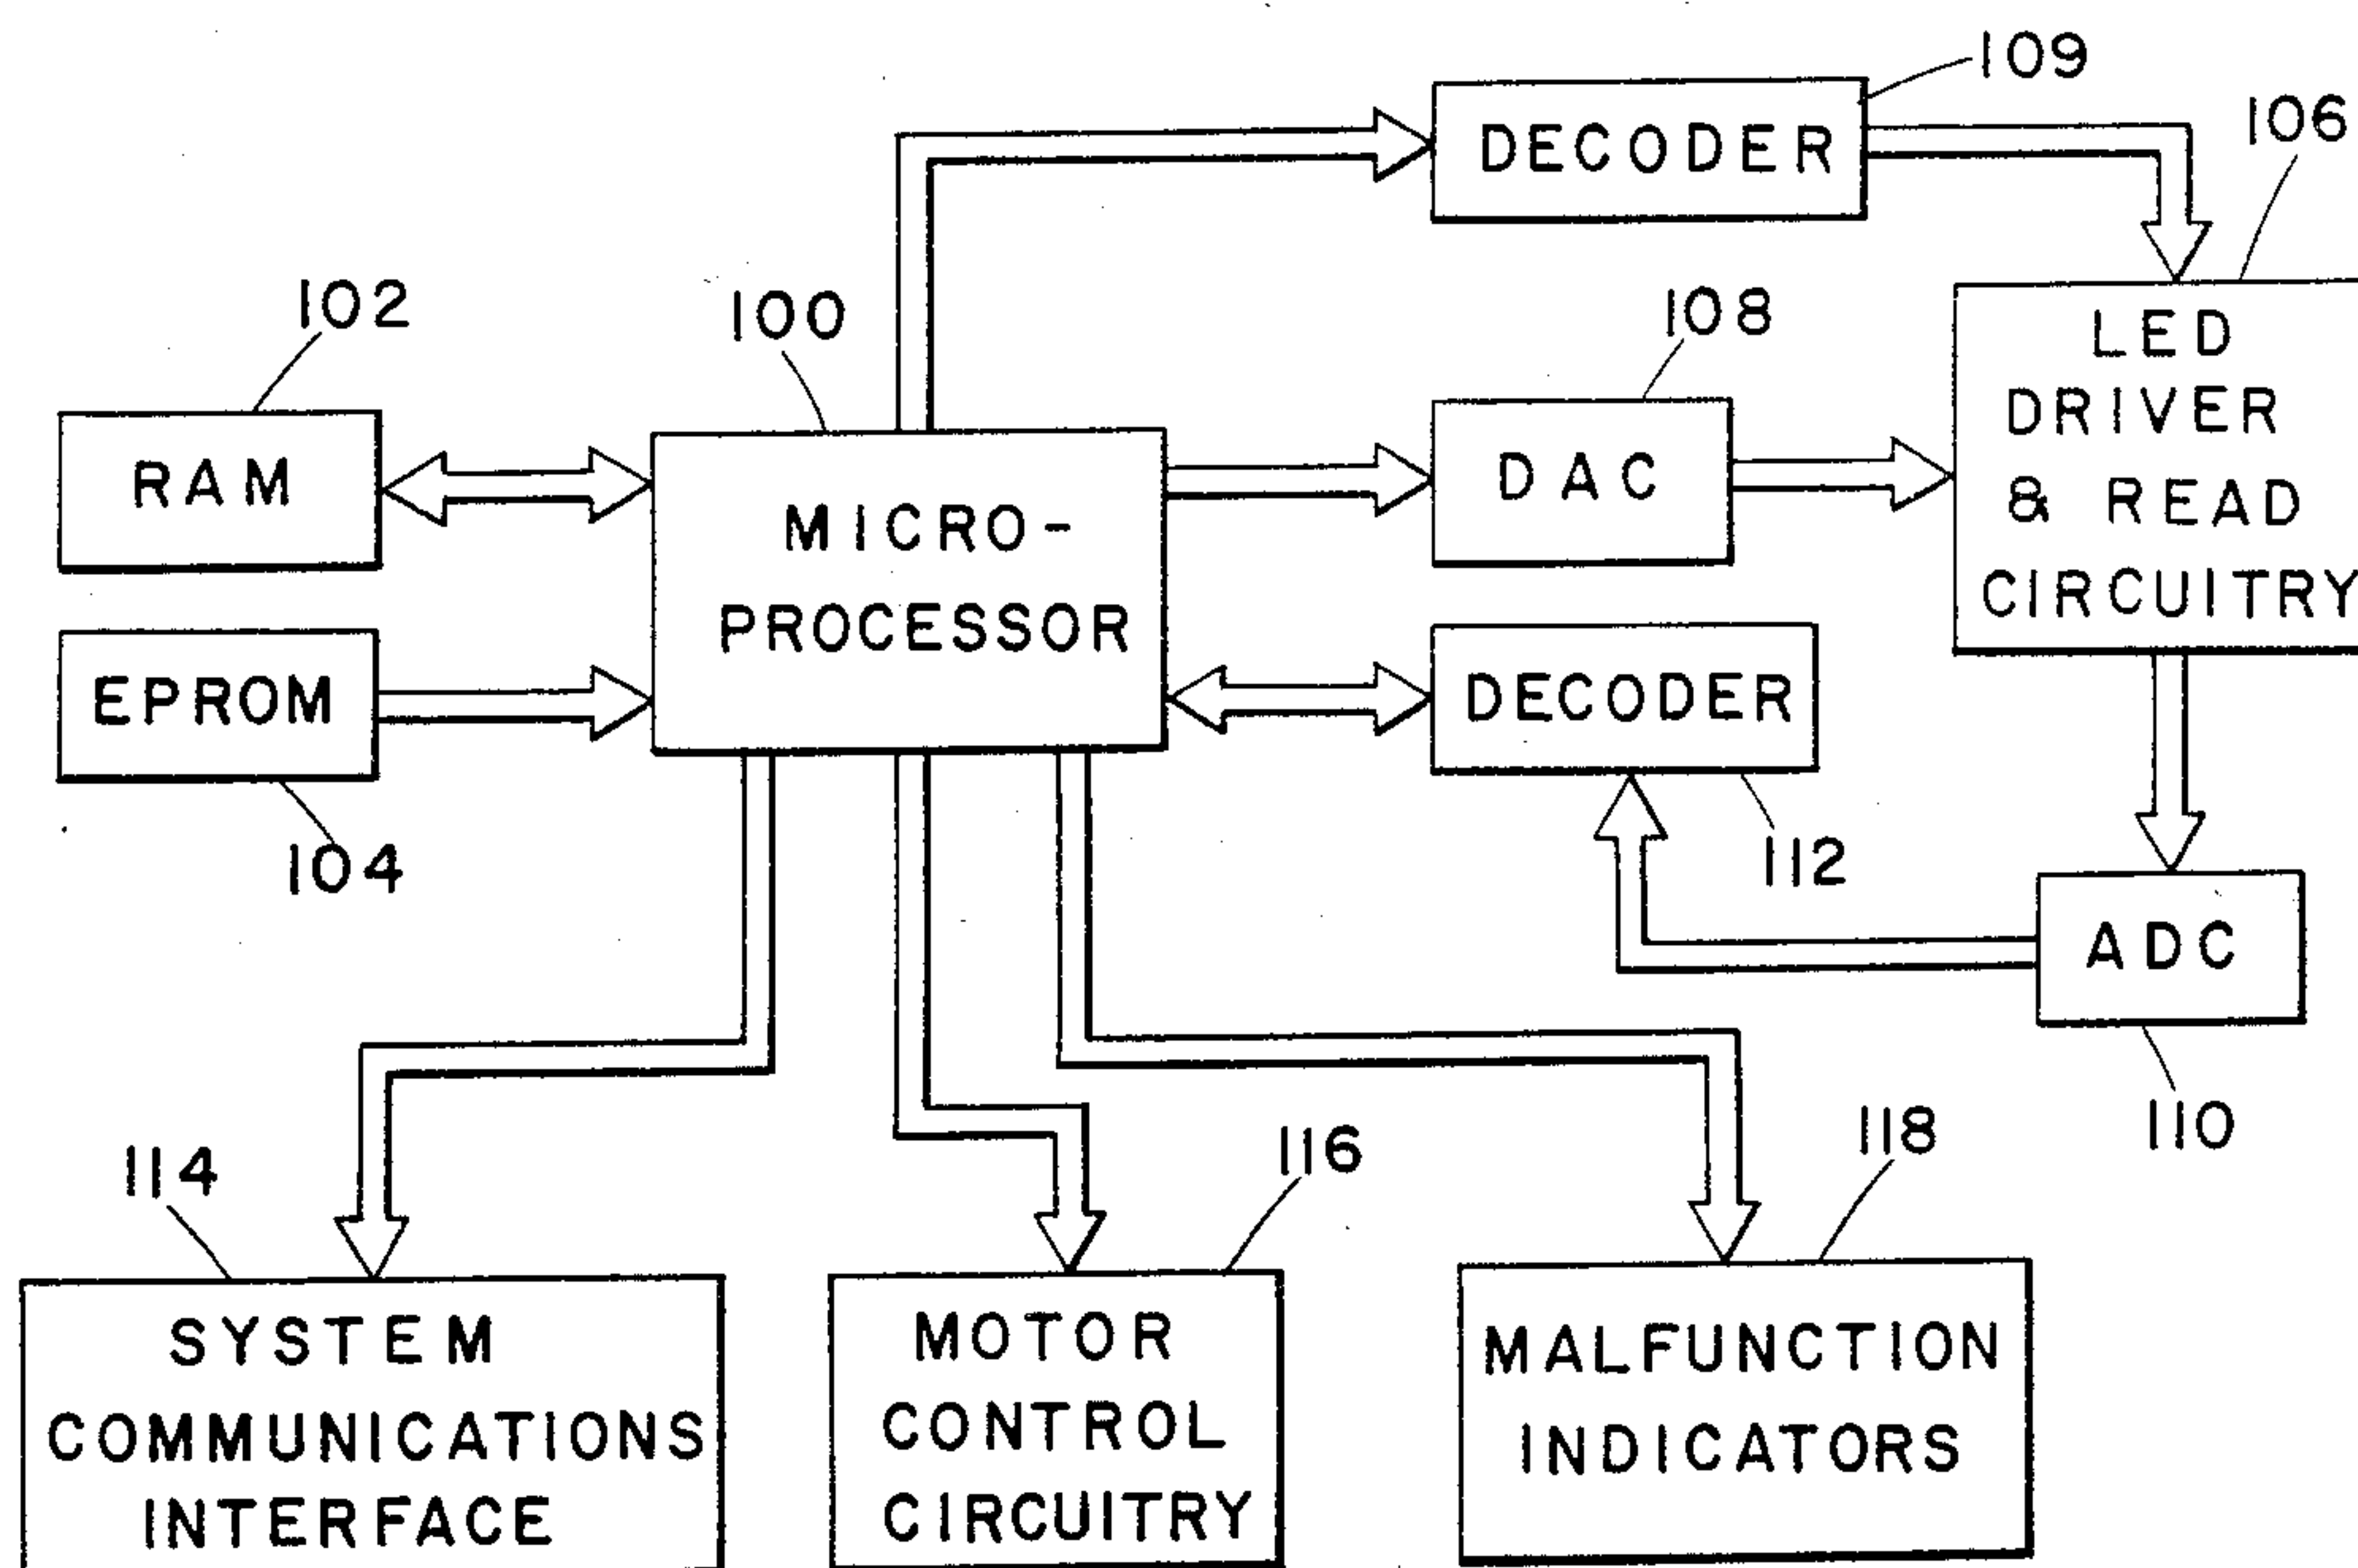 109
DECODER
106
102
100
108
LED
DRIVER
& READ
CIRCUITRY
RAM
MICRO-
PROCESSOR
DAC
EPROM
DECODER
104
112
ADC
110
114
116
118
SYSTEM
COMMUNICATIONS
INTERFACE
MOTOR
CONTROL
CIRCUITRY
MALFUNCTION
INDICATORS